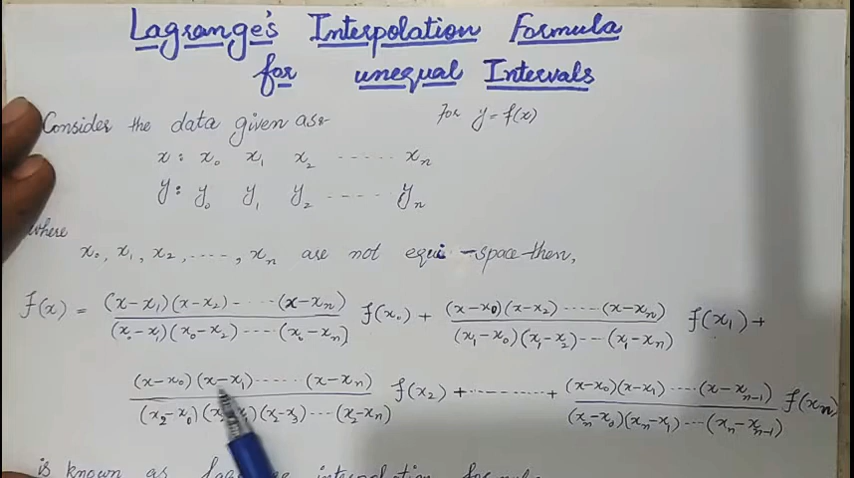 Lagrange's Interpolation Formula
for unequal Intervals
Consider the data given as:- For y = f(x)
x : x₀ x₁ x₂ ----- xₙ
y : y₀ y₁ y₂ ----- yₙ
where
x₀, x₁, x₂, ----, xₙ are not equi-space then,
f(x) = (x-x₁)(x-x₂)-----(x-xₙ) / (x₀-x₁)(x₀-x₂)----(x₀-xₙ) f(x₀) + (x-x₀)(x-x₂)-----(x-xₙ) / (x₁-x₀)(x₁-x₂)---(x₁-xₙ) f(x₁) +
(x-x₀)(x-x₁)-----(x-xₙ) / (x₂-x₀)(x₂-x₁)(x₂-x₃)---(x₂-xₙ) f(x₂) + -------- + (x-x₀)(x-x₁)----(x-xₙ₋₁) / (xₙ-x₀)(xₙ-x₁)---(xₙ-xₙ₋₁) f(xₙ)
is known as